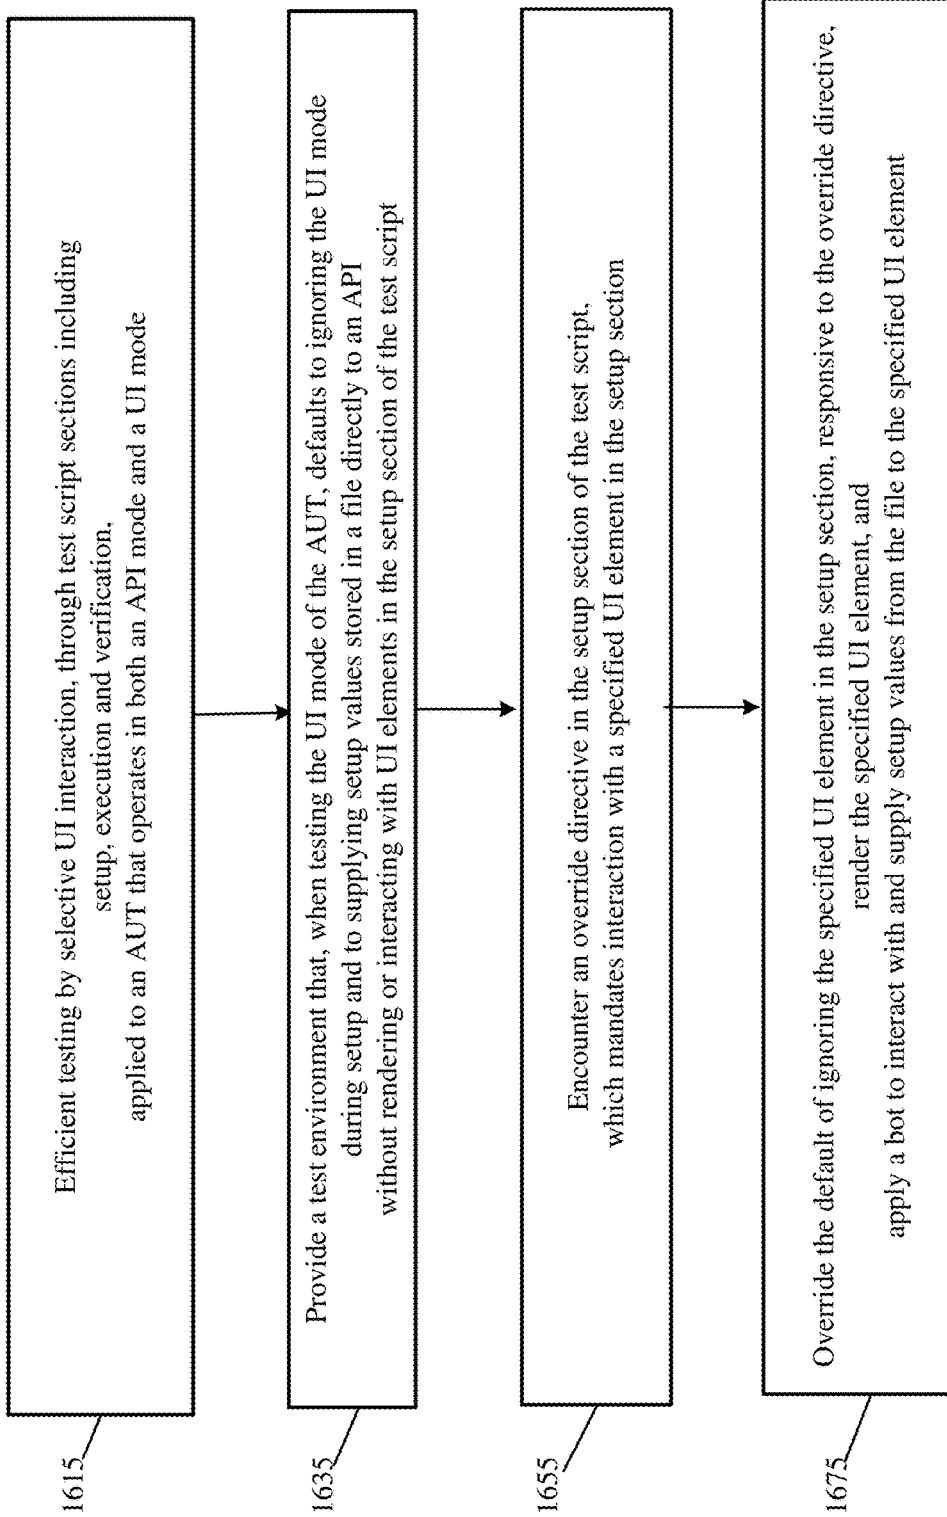 1615
Efficient testing by selective UI interaction, through test script sections including
setup, execution and verification,
applied to an AUT that operates in both an API mode and a UI mode
1635
Provide a test environment that, when testing the UI mode of the AUT, defaults to ignoring the UI mode
during setup and to supplying setup values stored in a file directly to an API
without rendering or interacting with UI elements in the setup section of the test script
1655
Encounter an override directive in the setup section of the test script,
which mandates interaction with a specified UI element in the setup section
1675
Override the default of ignoring the specified UI element in the setup section, responsive to the override directive,
render the specified UI element, and
apply a bot to interact with and supply setup values from the file to the specified UI element